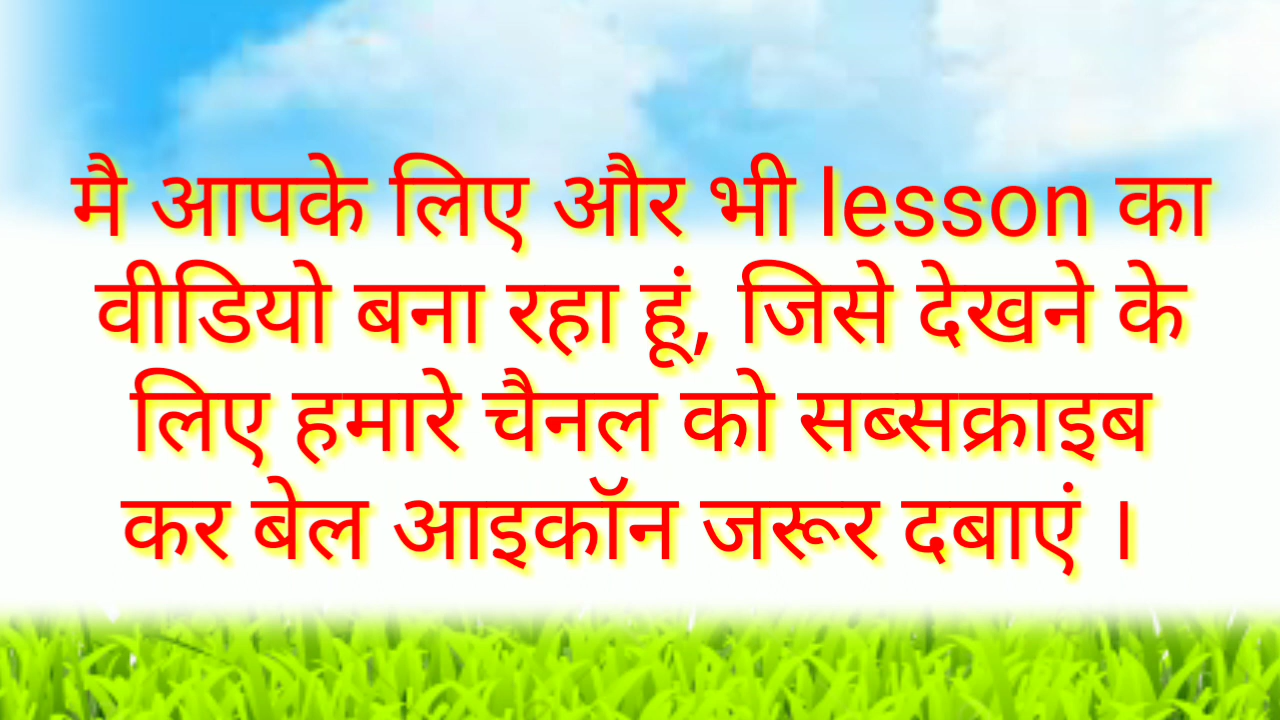 मै आपके लिए और भी lesson का
वीडियो बना रहा हूं, जिसे देखने के
लिए हमारे चैनल को सब्सक्राइब
कर बेल आइकॉन जरूर दबाएं ।